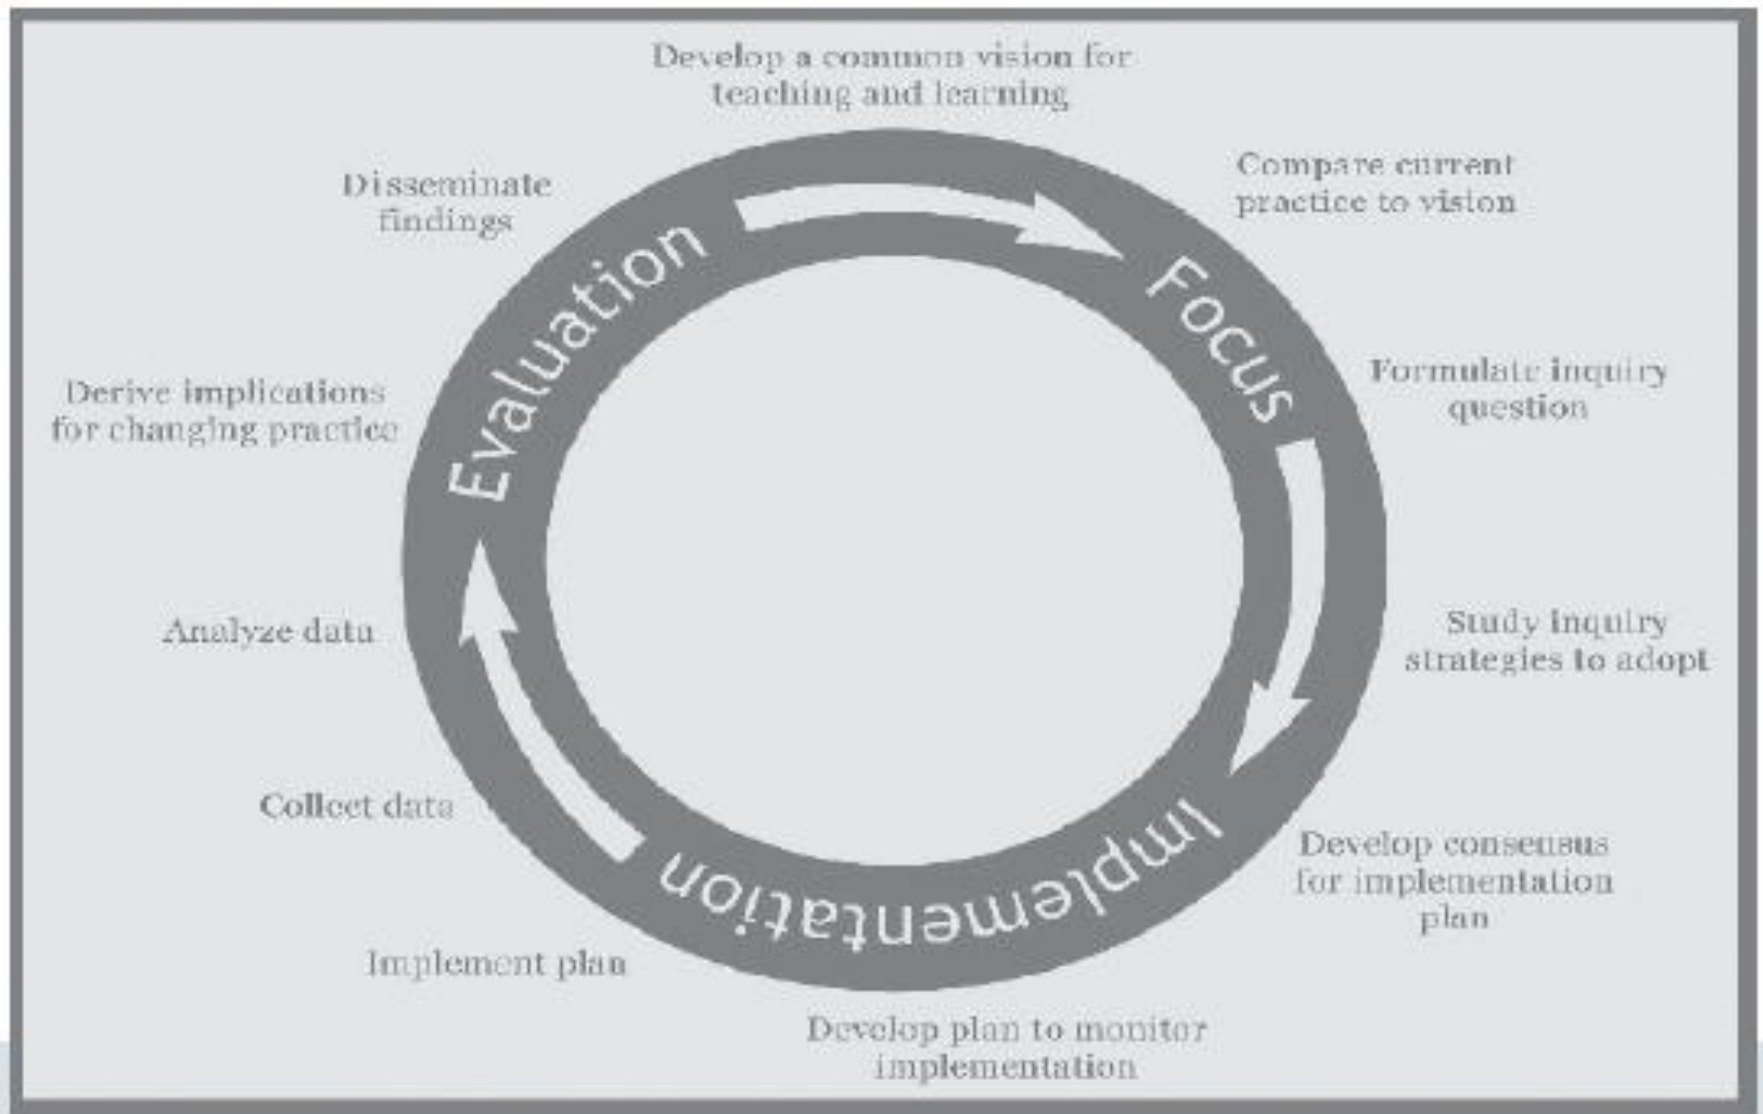 Develop a common vision for
teaching and learning
Compare current
practice to vision
Formulate inquiry
question
Study inquiry
strategies to adopt
Develop consensus
for implementation
plan
Develop plan to monitor
implementation
Implement plan
Collect data
Analyze data
Derive implications
for changing practice
Disseminate
findings
Focus
Implementation
Evaluation